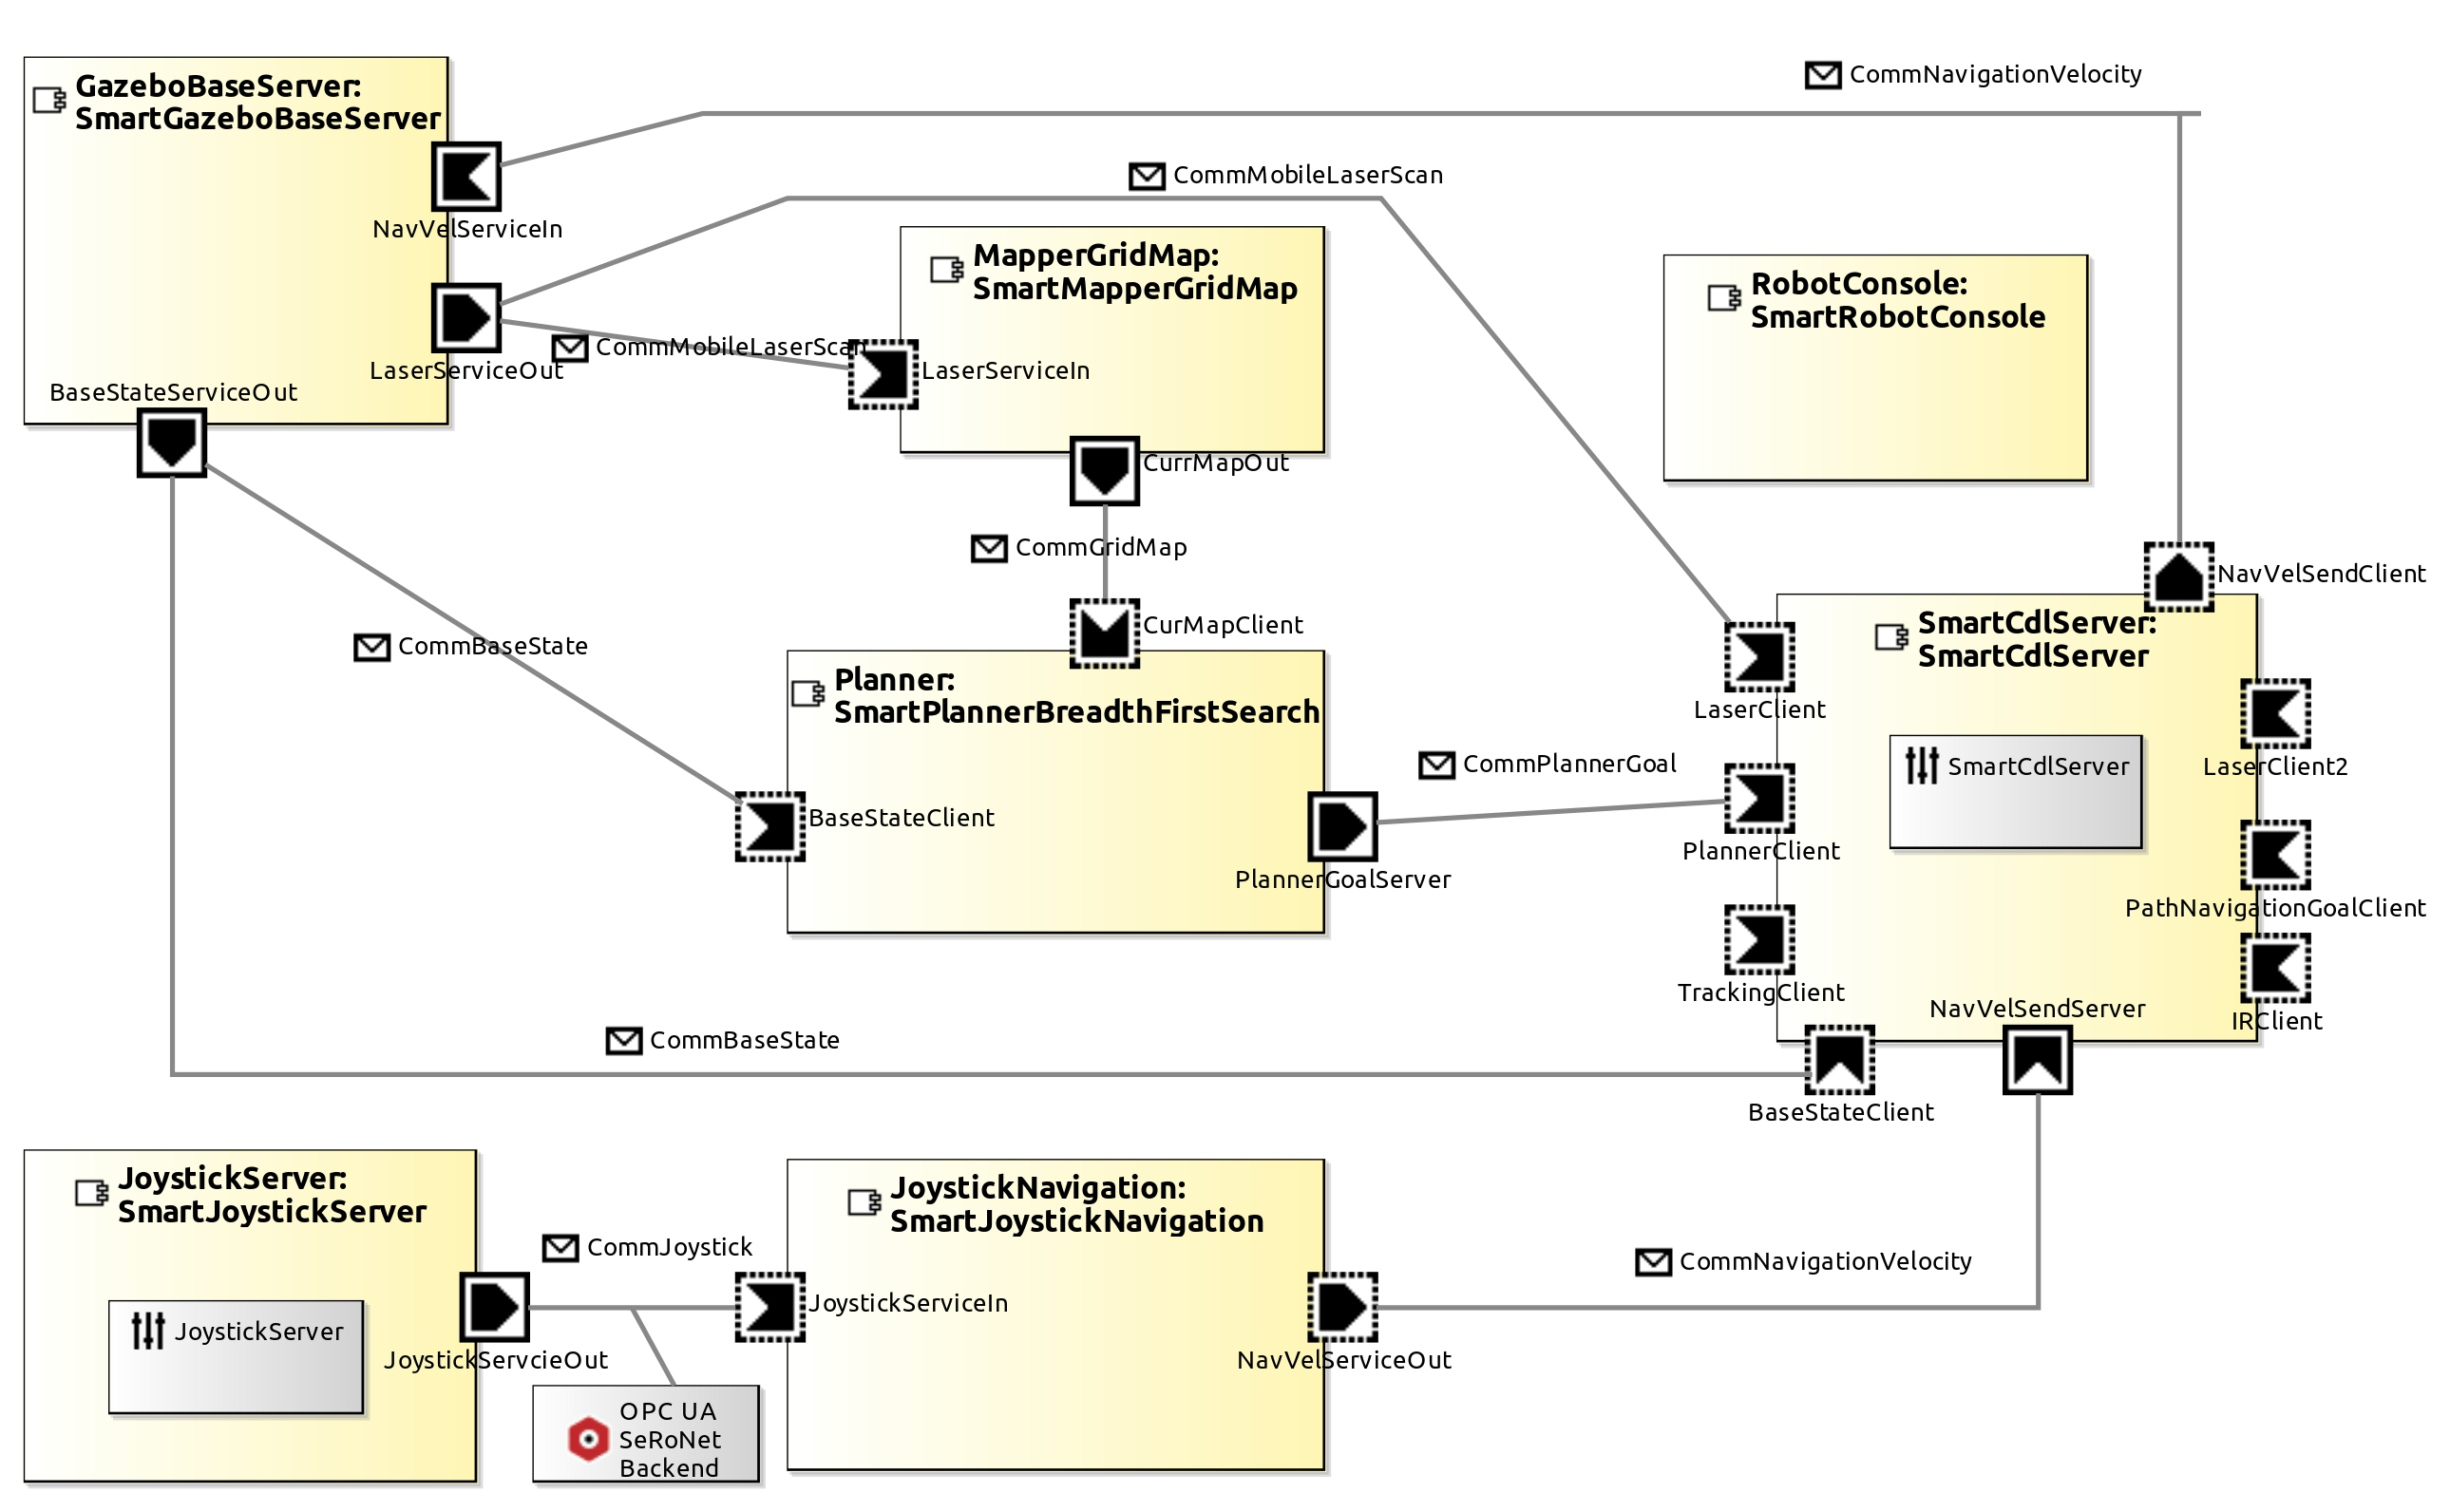 GazeboBaseServer:
SmartGazeboBaseServer
NavVelServiceIn
LaserServiceOut
BaseStateServiceOut
CommNavigationVelocity
CommMobileLaserScan
CommMobileLaserScan
MapperGridMap:
SmartMapperGridMap
LaserServiceIn
CurrMapOut
RobotConsole:
SmartRobotConsole
CommGridMap
CurMapClient
CommBaseState
Planner:
SmartPlannerBreadthFirstSearch
BaseStateClient
PlannerGoalServer
CommPlannerGoal
NavVelSendClient
SmartCdlServer:
SmartCdlServer
LaserClient
SmartCdlServer
LaserClient2
PlannerClient
PathNavigationGoalClient
TrackingClient
NavVelSendServer
IRClient
CommBaseState
BaseStateClient
JoystickServer:
SmartJoystickServer
JoystickServer
JoystickServcieOut
CommJoystick
OPC UA
SeRoNet
Backend
JoystickNavigation:
SmartJoystickNavigation
JoystickServiceIn
NavVelServiceOut
CommNavigationVelocity